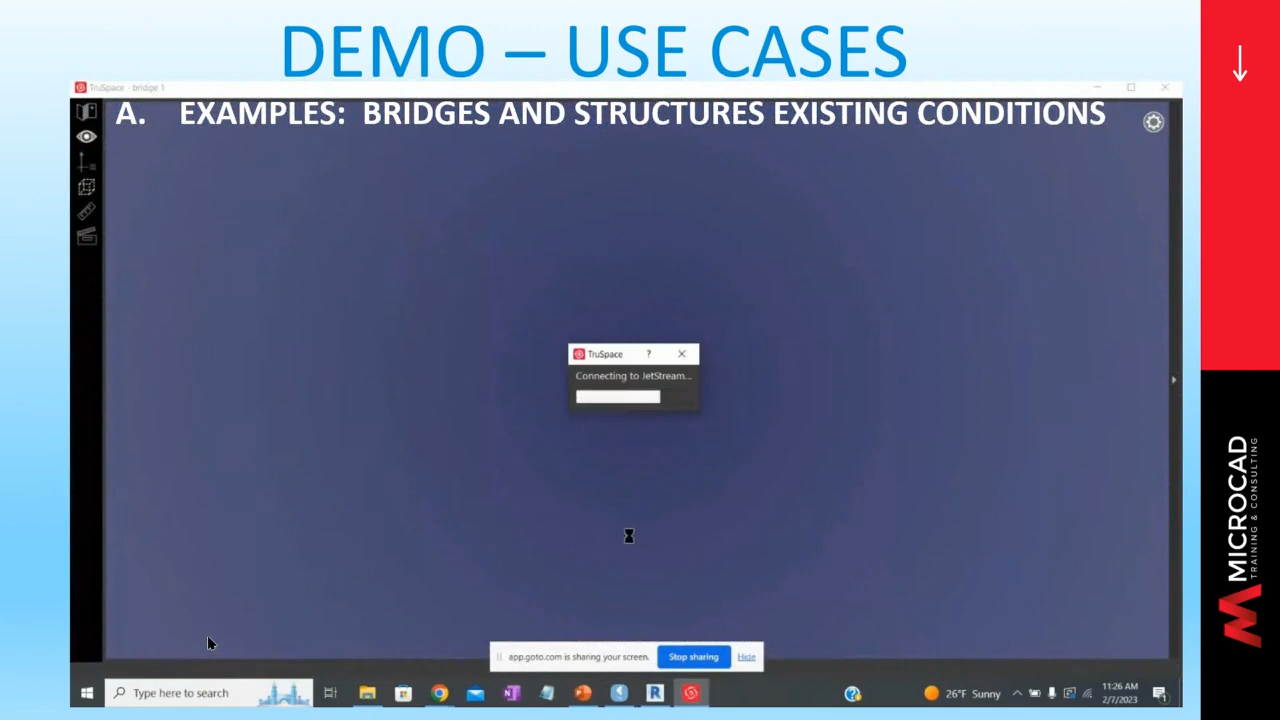 DEMO – USE CASES
TruSpace - bridge 1
A. EXAMPLES: BRIDGES AND STRUCTURES EXISTING CONDITIONS
TruSpace
?
Connecting to JetStream...
app.goto.com is sharing your screen.
Stop sharing
Hide
Type here to search
26°F Sunny
11:26 AM
2/7/2023
1
MICROCAD
TRAINING & CONSULTING